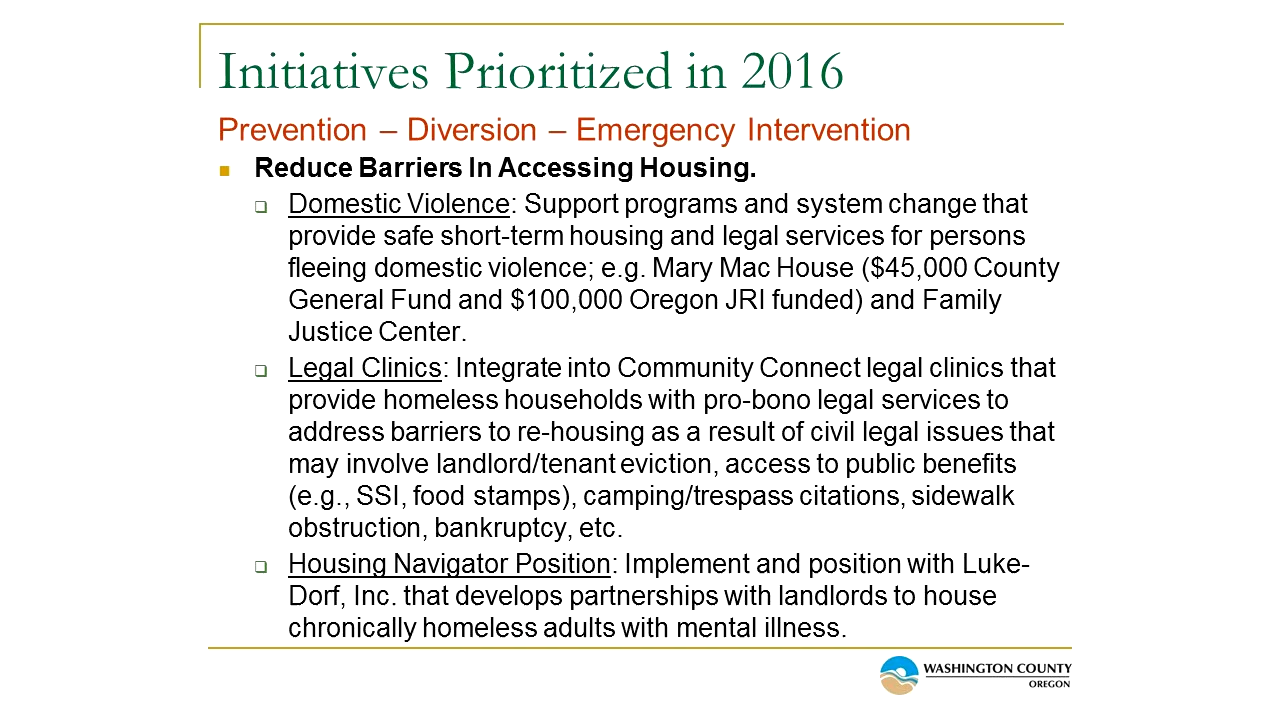 Initiatives Prioritized in 2016
Prevention – Diversion – Emergency Intervention
Reduce Barriers In Accessing Housing.
Domestic Violence: Support programs and system change that
provide safe short-term housing and legal services for persons
fleeing domestic violence; e.g. Mary Mac House ($45,000 County
General Fund and $100,000 Oregon JRI funded) and Family
Justice Center.
Legal Clinics: Integrate into Community Connect legal clinics that
provide homeless households with pro-bono legal services to
address barriers to re-housing as a result of civil legal issues that
may involve landlord/tenant eviction, access to public benefits
(e.g., SSI, food stamps), camping/trespass citations, sidewalk
obstruction, bankruptcy, etc.
Housing Navigator Position: Implement and position with Luke-
Dorf, Inc. that develops partnerships with landlords to house
chronically homeless adults with mental illness.
WASHINGTON COUNTY
OREGON